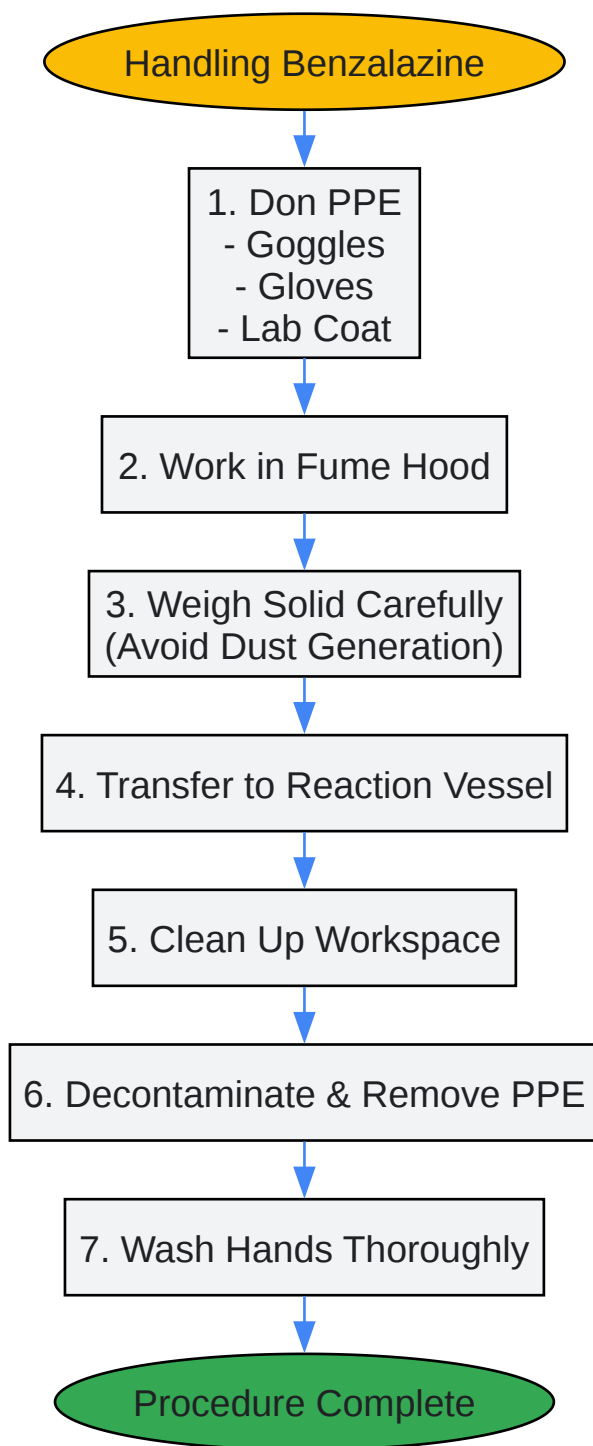 Handling Benzalazine
1. Don PPE
- Goggles
- Gloves
- Lab Coat
2. Work in Fume Hood
3. Weigh Solid Carefully
(Avoid Dust Generation)
4. Transfer to Reaction Vessel
5. Clean Up Workspace
6. Decontaminate & Remove PPE
7. Wash Hands Thoroughly
Procedure Complete